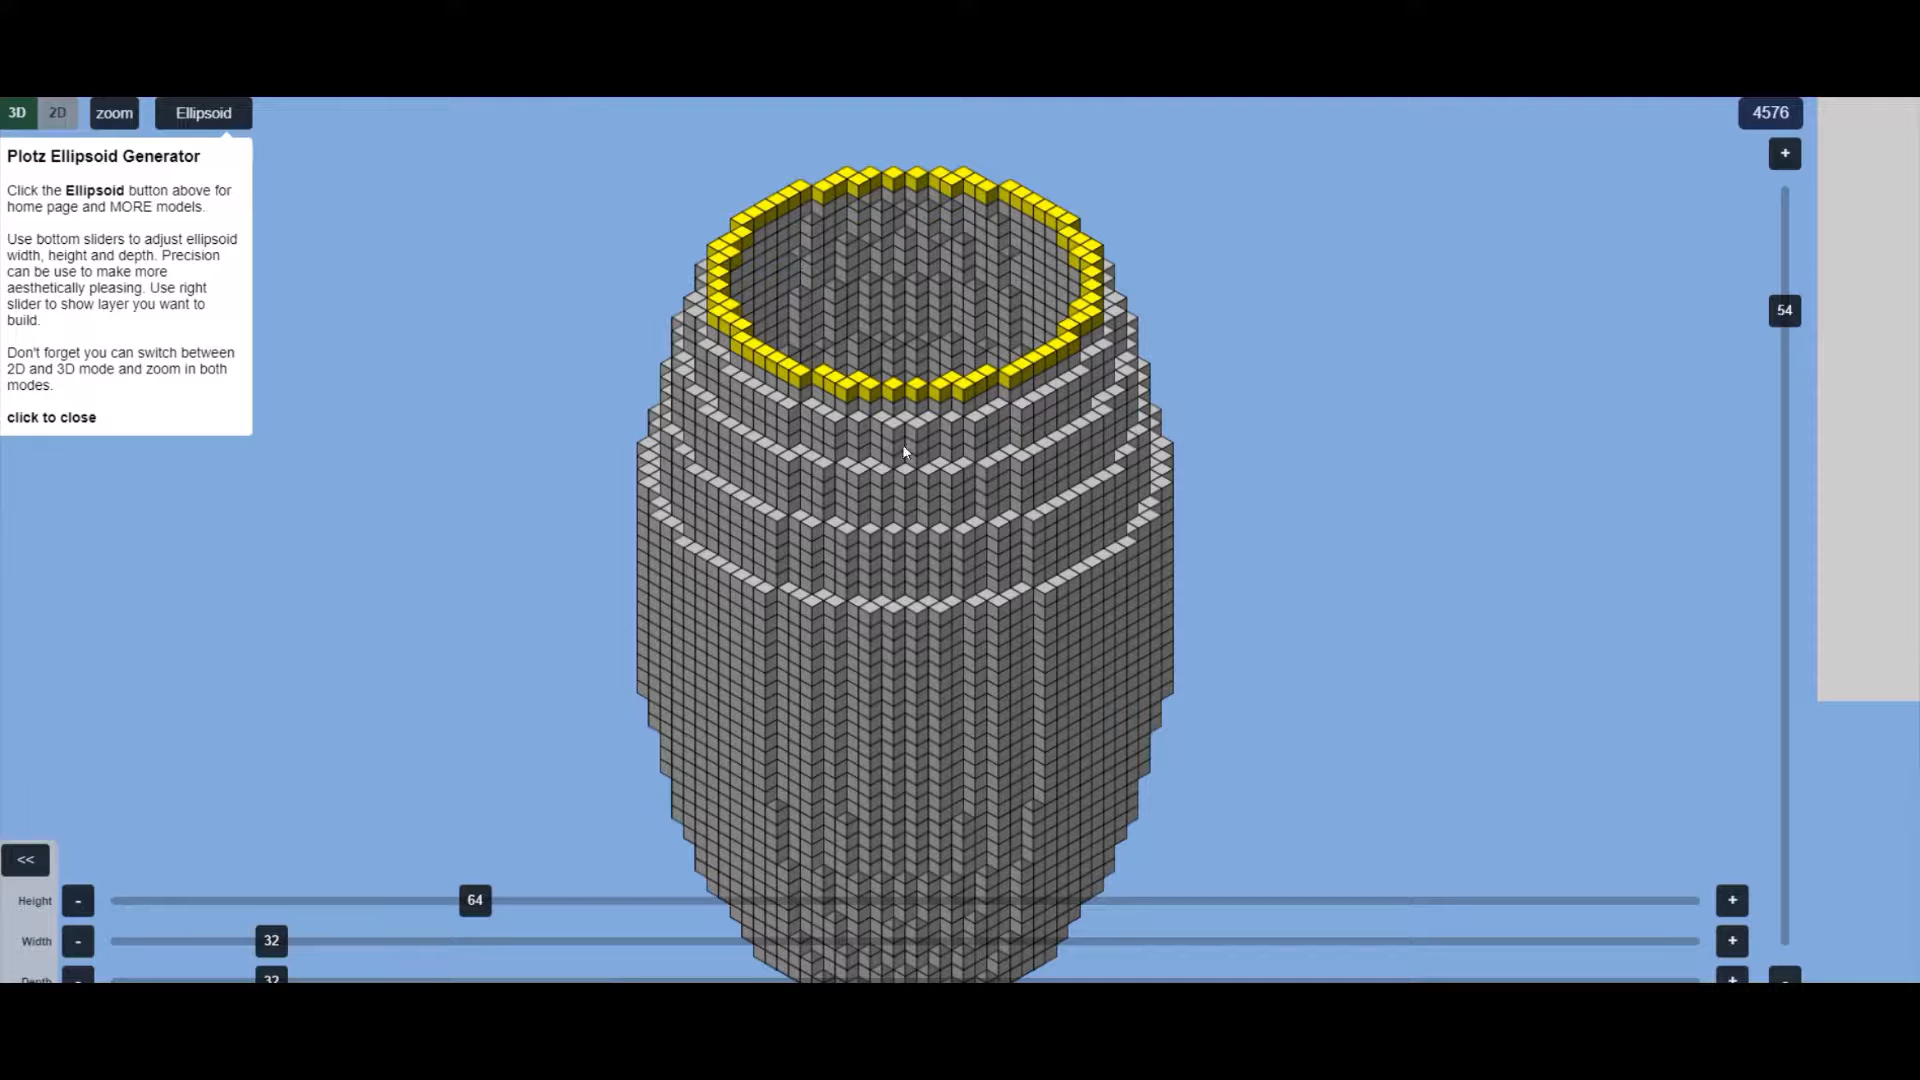 3D 2D zoom Ellipsoid 4576
Plotz Ellipsoid Generator
Click the Ellipsoid button above for
home page and MORE models.
Use bottom sliders to adjust ellipsoid
width, height and depth. Precision
can be use to make more
aesthetically pleasing. Use right
slider to show layer you want to
build.
Don't forget you can switch between
2D and 3D mode and zoom in both
modes.
click to close
+
54
<<
Height - 64 +
Width - 32 +
Depth - 32 + -